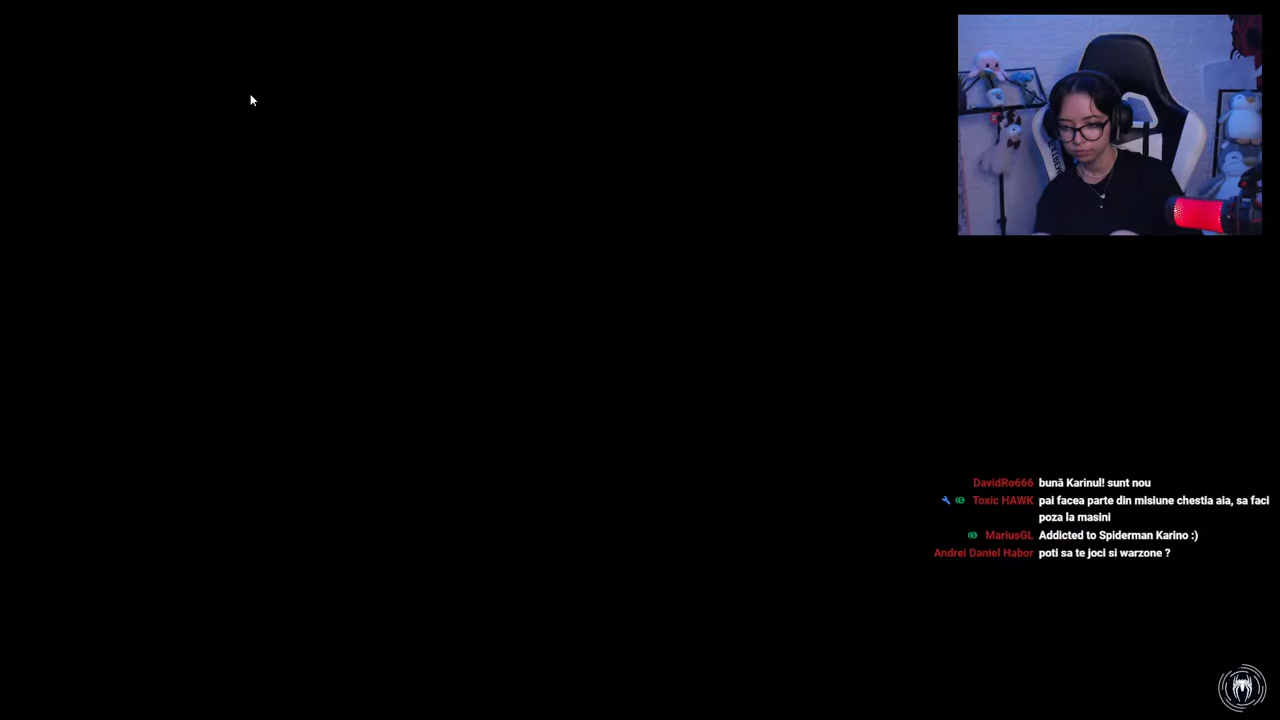 DavidRo666 bună Karinul! sunt nou
Toxic HAWK pai facea parte din misiune chestia aia, sa faci
poza la masini
MariusGL Addicted to Spiderman Karino :)
Andrei Daniel Habor poti sa te joci si warzone ?